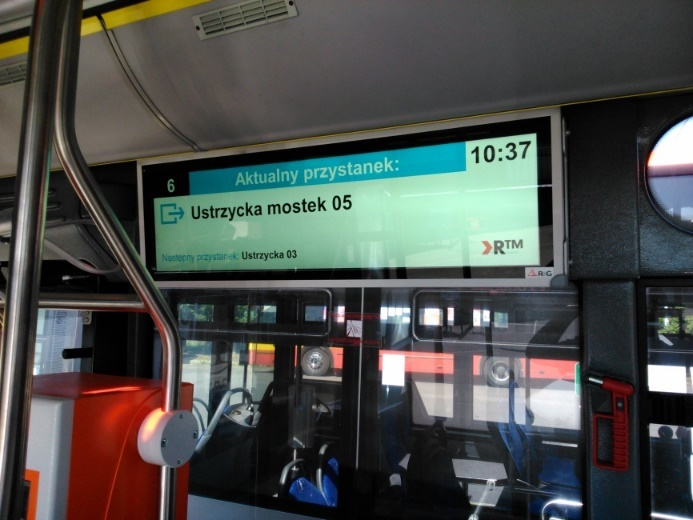 6 Aktualny przystanek: 10:37
Ustrzycka mostek 05
Następny przystanek: Ustrzycka 03
RTM
R&G